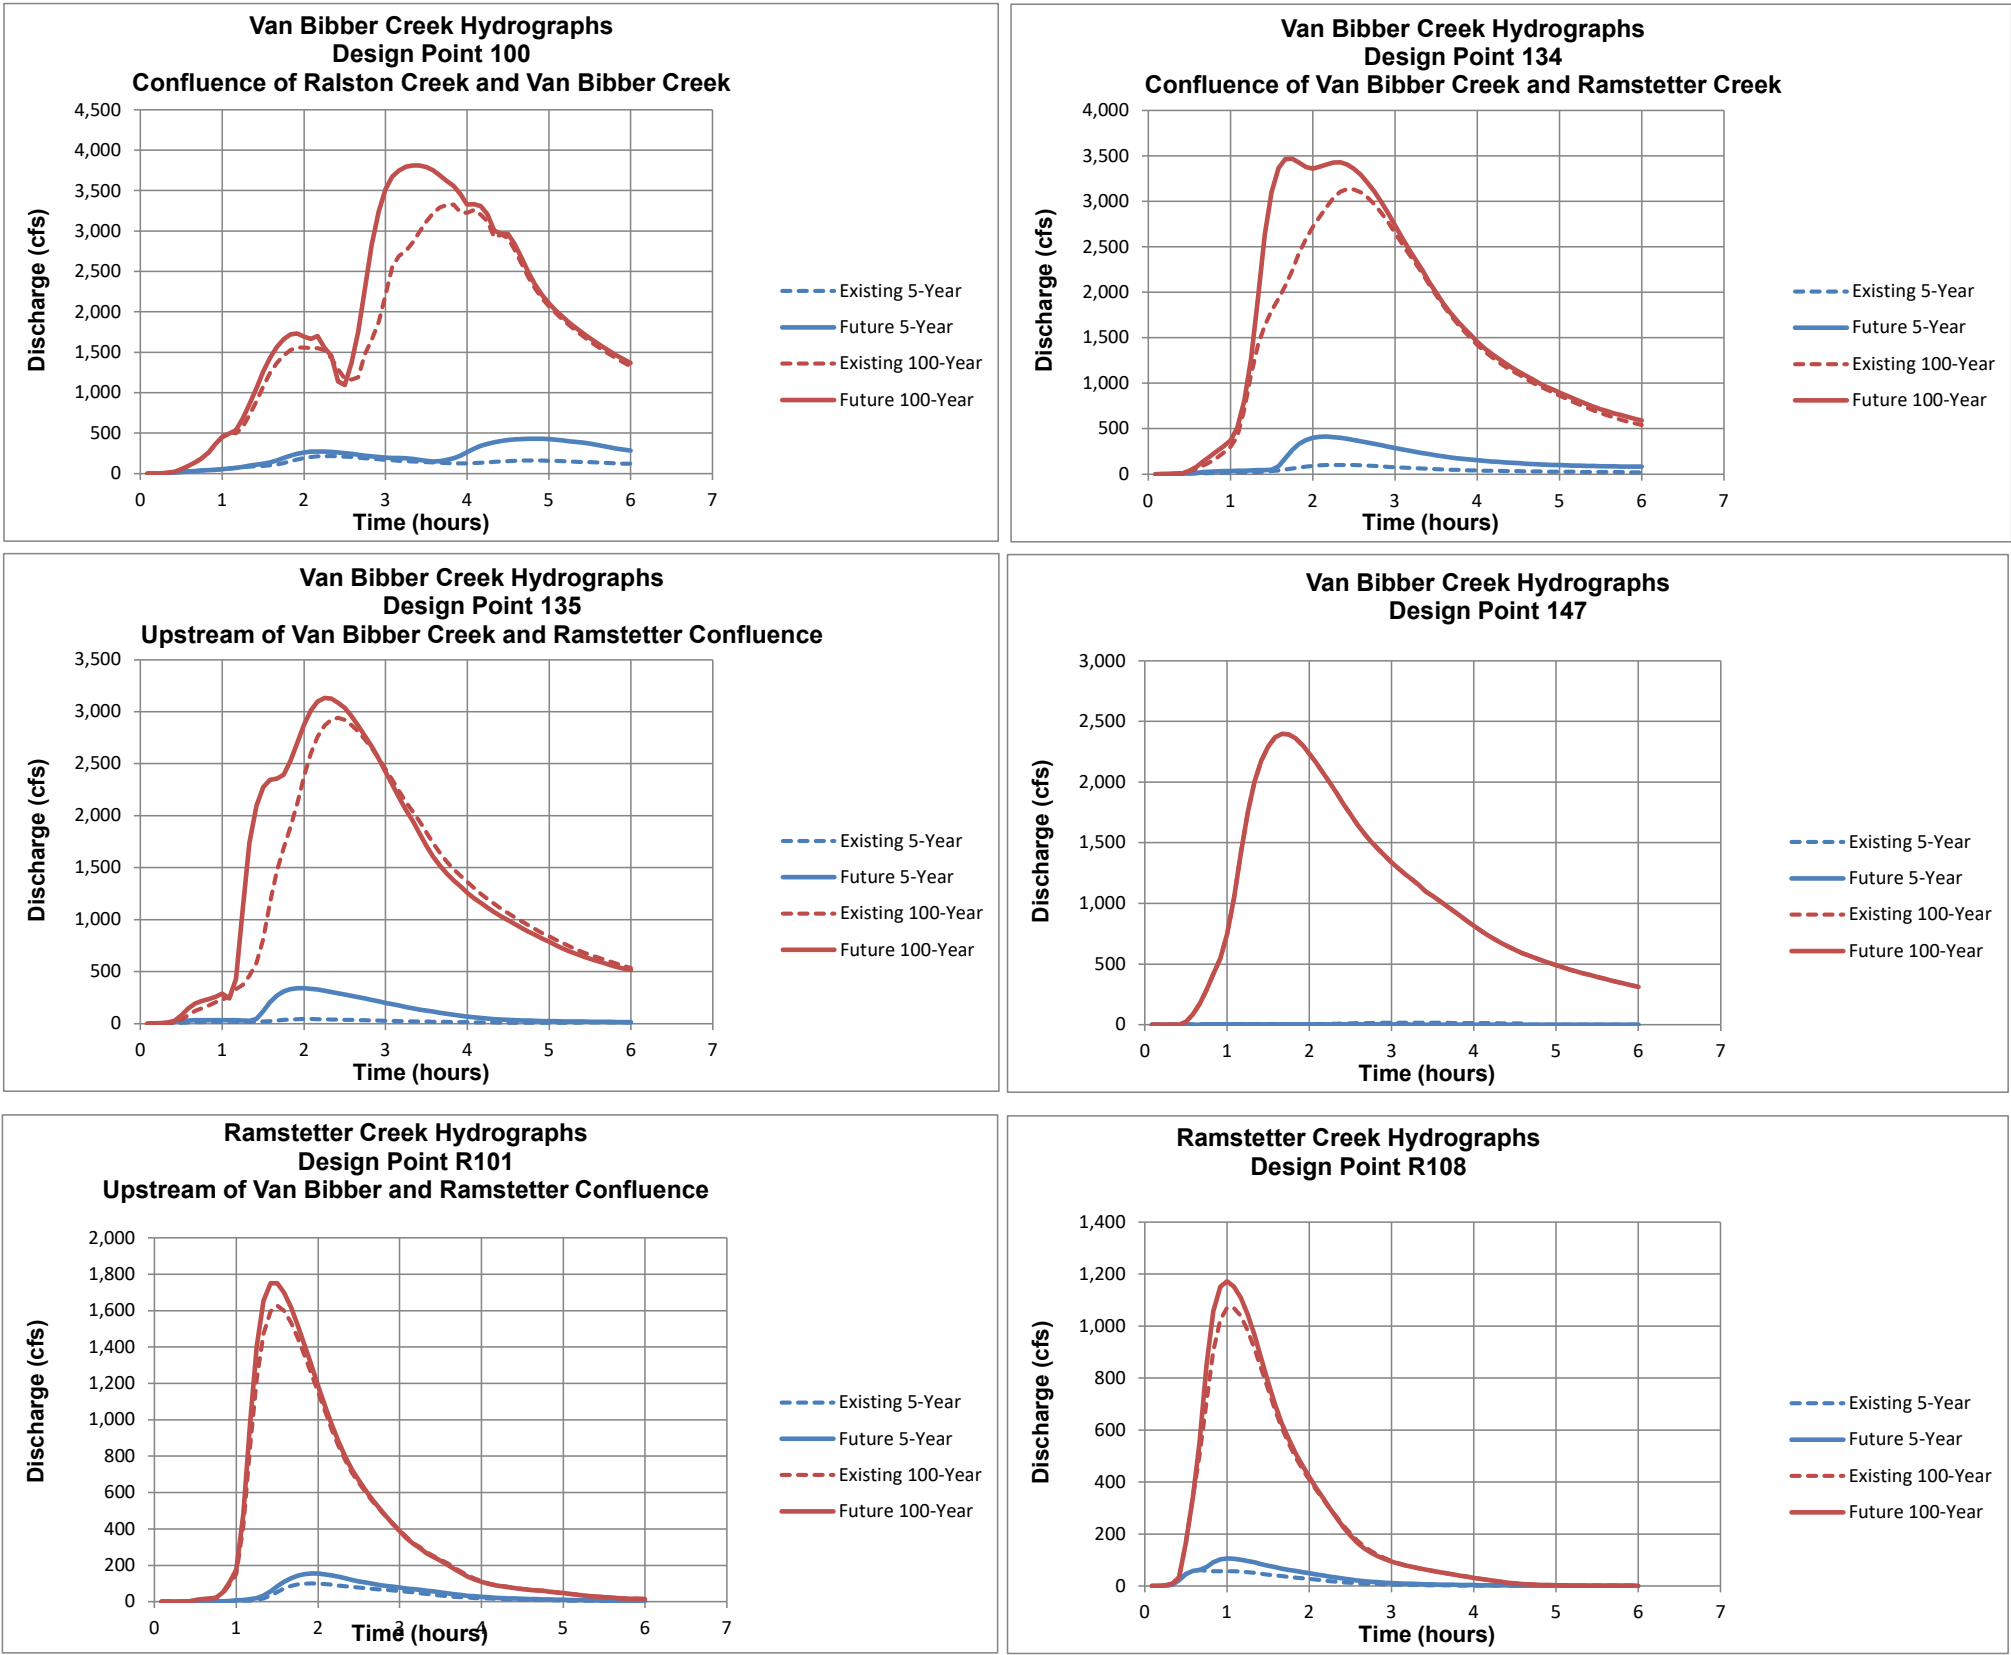 Van Bibber Creek Hydrographs
Design Point 100
Confluence of Ralston Creek and Van Bibber Creek
4,500
4,000
3,500
3,000
2,500
2,000
1,500
1,000
500
0
Discharge (cfs)
0 1 2 3 4 5 6 7
Time (hours)
Existing 5-Year
Future 5-Year
Existing 100-Year
Future 100-Year
Van Bibber Creek Hydrographs
Design Point 134
Confluence of Van Bibber Creek and Ramstetter Creek
4,000
3,500
3,000
2,500
2,000
1,500
1,000
500
0
Discharge (cfs)
0 1 2 3 4 5 6 7
Time (hours)
Existing 5-Year
Future 5-Year
Existing 100-Year
Future 100-Year
Van Bibber Creek Hydrographs
Design Point 135
Upstream of Van Bibber Creek and Ramstetter Confluence
3,500
3,000
2,500
2,000
1,500
1,000
500
0
Discharge (cfs)
0 1 2 3 4 5 6 7
Time (hours)
Existing 5-Year
Future 5-Year
Existing 100-Year
Future 100-Year
Van Bibber Creek Hydrographs
Design Point 147
3,000
2,500
2,000
1,500
1,000
500
0
Discharge (cfs)
0 1 2 3 4 5 6 7
Time (hours)
Existing 5-Year
Future 5-Year
Existing 100-Year
Future 100-Year
Ramstetter Creek Hydrographs
Design Point R101
Upstream of Van Bibber and Ramstetter Confluence
2,000
1,800
1,600
1,400
1,200
1,000
800
600
400
200
0
Discharge (cfs)
0 1 2 3 4 5 6 7
Time (hours)
Existing 5-Year
Future 5-Year
Existing 100-Year
Future 100-Year
Ramstetter Creek Hydrographs
Design Point R108
1,400
1,200
1,000
800
600
400
200
0
Discharge (cfs)
0 1 2 3 4 5 6 7
Time (hours)
Existing 5-Year
Future 5-Year
Existing 100-Year
Future 100-Year